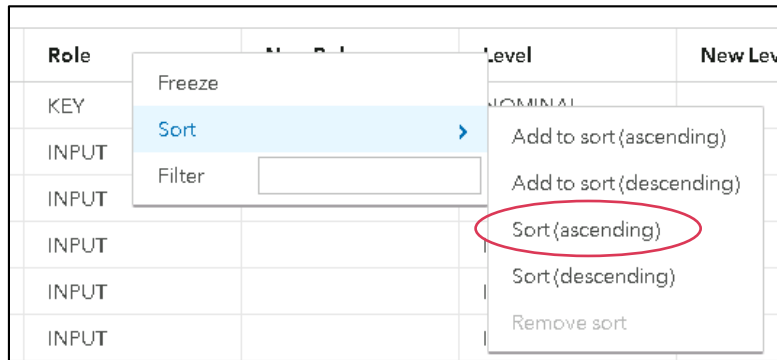 Role
Level
New Lev
KEY
Freeze
NOMINAL
Sort
Add to sort (ascending)
INPUT
Filter
Add to sort (descending)
INPUT
Sort (ascending)
INPUT
Sort (descending)
INPUT
Remove sort
INPUT